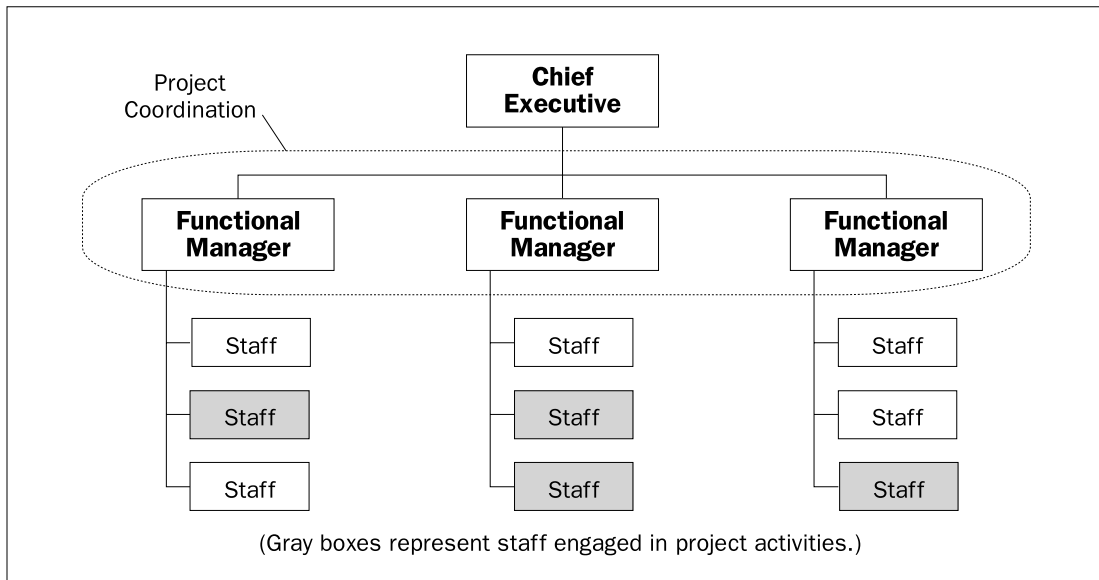 Chief
Executive
Project
Coordination
Functional
Manager
Functional
Manager
Functional
Manager
Staff
Staff
Staff
Staff
Staff
Staff
Staff
Staff
Staff
(Gray boxes represent staff engaged in project activities.)